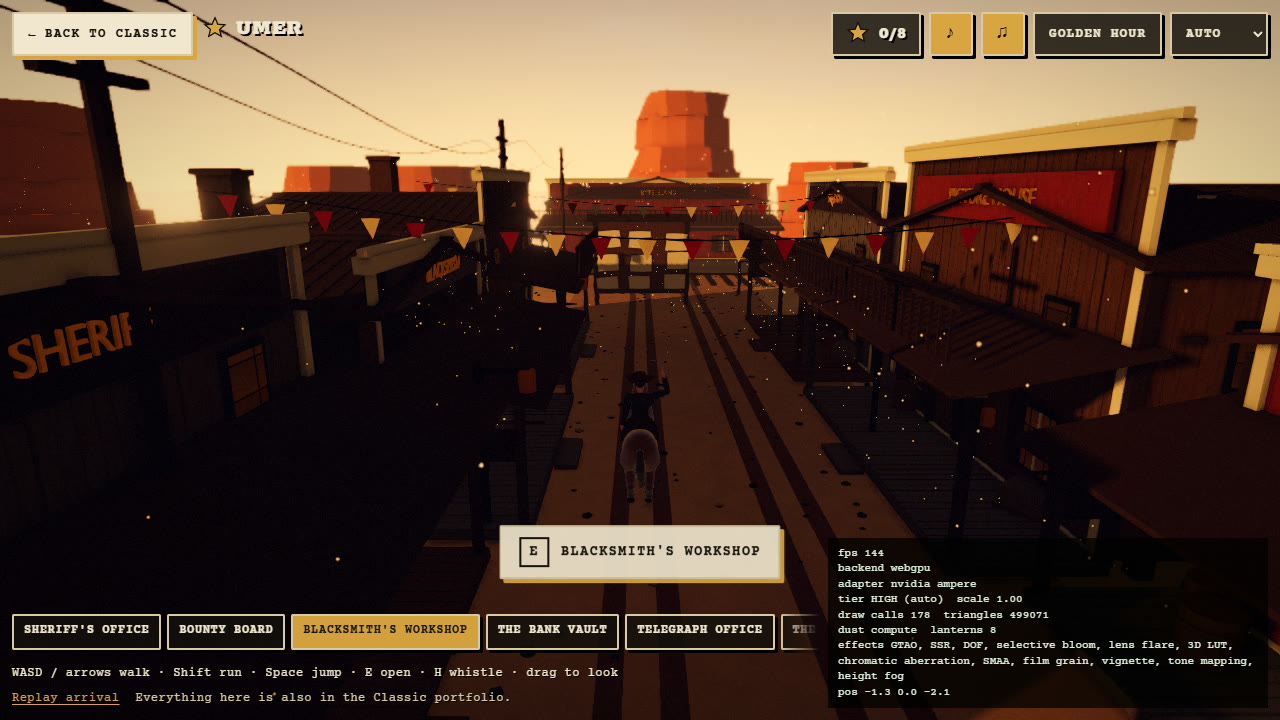 ← BACK TO CLASSIC
UMER
0/8
GOLDEN HOUR
AUTO
SHERIF
E BLACKSMITH'S WORKSHOP
SHERIFF'S OFFICE
BOUNTY BOARD
BLACKSMITH'S WORKSHOP
THE BANK VAULT
TELEGRAPH OFFICE
THE
WASD / arrows walk · Shift run · Space jump · E open · H whistle · drag to look
Replay arrival Everything here is also in the Classic portfolio.
fps 144
backend webgpu
adapter nvidia ampere
tier HIGH (auto) scale 1.00
draw calls 178 triangles 499071
dust compute lanterns 8
effects GTAO, SSR, DOF, selective bloom, lens flare, 3D LUT,
chromatic aberration, SMAA, film grain, vignette, tone mapping,
height fog
pos -1.3 0.0 -2.1